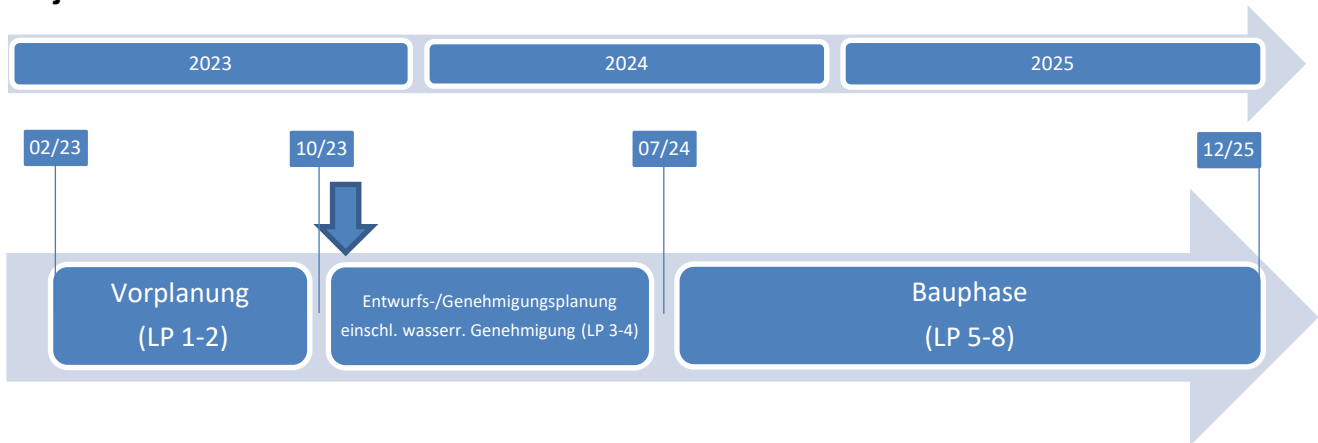 2023
2024
2025
02/23
10/23
07/24
12/25
Vorplanung
(LP 1-2)
Entwurfs-/Genehmigungsplanung
einschl. wasserr. Genehmigung (LP 3-4)
Bauphase
(LP 5-8)